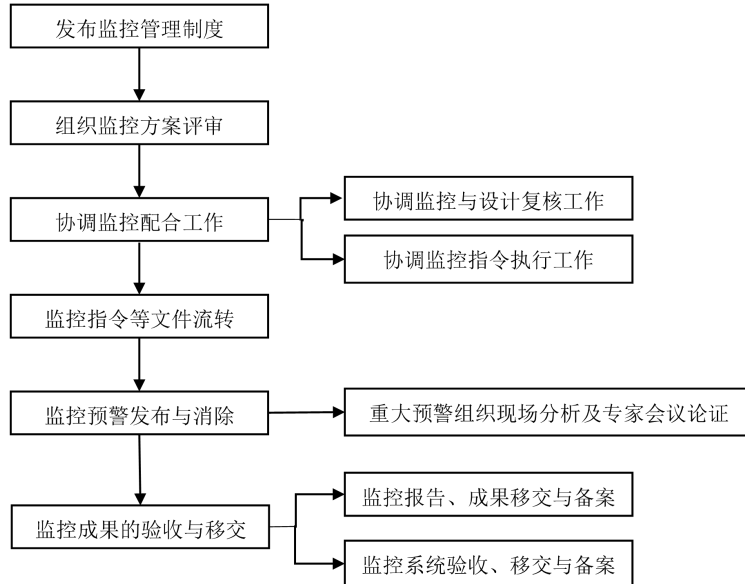 发布监控管理制度
组织监控方案评审
协调监控配合工作
协调监控与设计复核工作
协调监控指令执行工作
监控指令等文件流转
监控预警发布与消除
重大预警组织现场分析及专家会议论证
监控成果的验收与移交
监控报告、成果移交与备案
监控系统验收、移交与备案